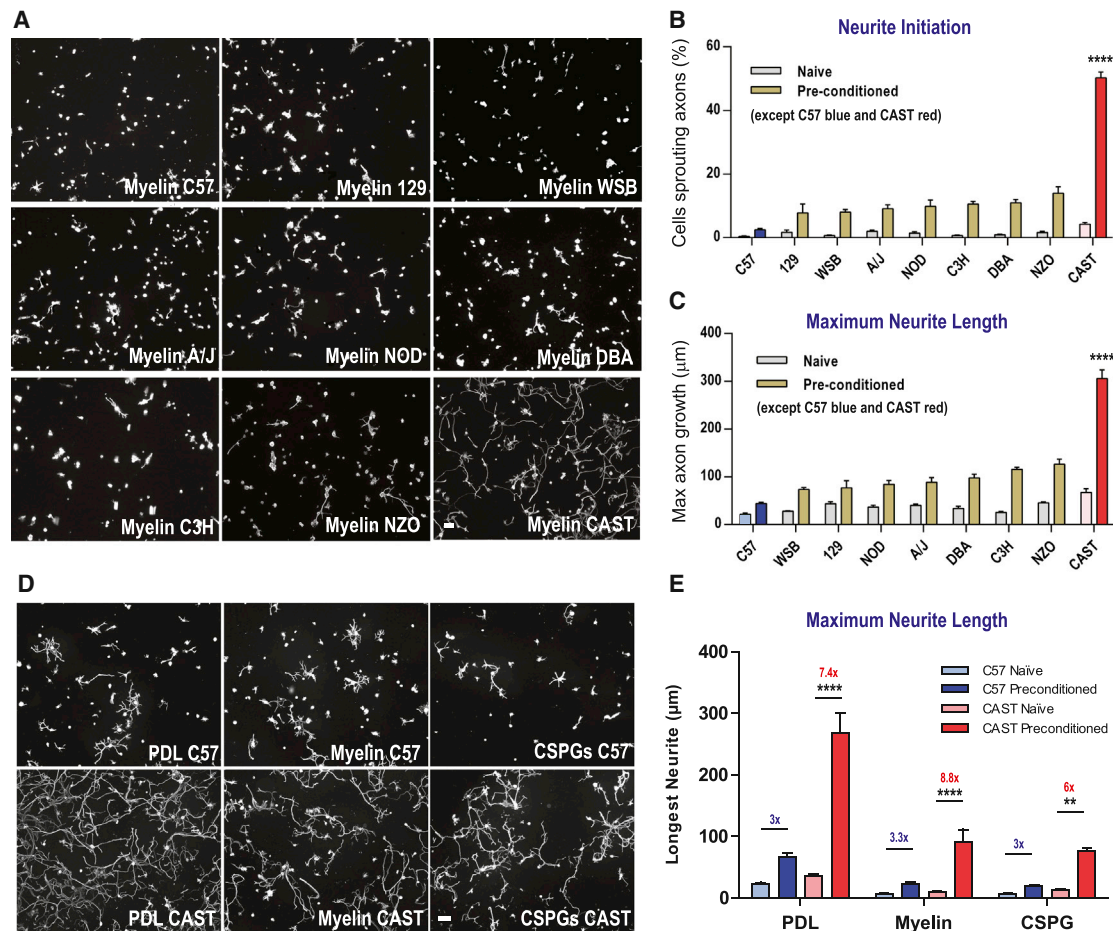 A
Myelin C57
Myelin 129
Myelin WSB
Myelin A/J
Myelin NOD
Myelin DBA
Myelin C3H
Myelin NZO
Myelin CAST
B
Neurite Initiation
Cells sprouting axons (%)
60
40
20
0
Naive
Pre-conditioned
(except C57 blue and CAST red)
****
C57
129
WSB
A/J
NOD
C3H
DBA
NZO
CAST
C
Maximum Neurite Length
Max axon growth (µm)
400
300
200
100
0
Naive
Pre-conditioned
(except C57 blue and CAST red)
****
C57
WSB
129
NOD
A/J
DBA
C3H
NZO
CAST
D
PDL C57
Myelin C57
CSPGs C57
PDL CAST
Myelin CAST
CSPGs CAST
E
Maximum Neurite Length
Longest Neurite (µm)
400
300
200
100
0
C57 Naïve
C57 Preconditioned
CAST Naïve
CAST Preconditioned
3x
7.4x
****
3.3x
8.8x
****
3x
6x
**
PDL
Myelin
CSPG